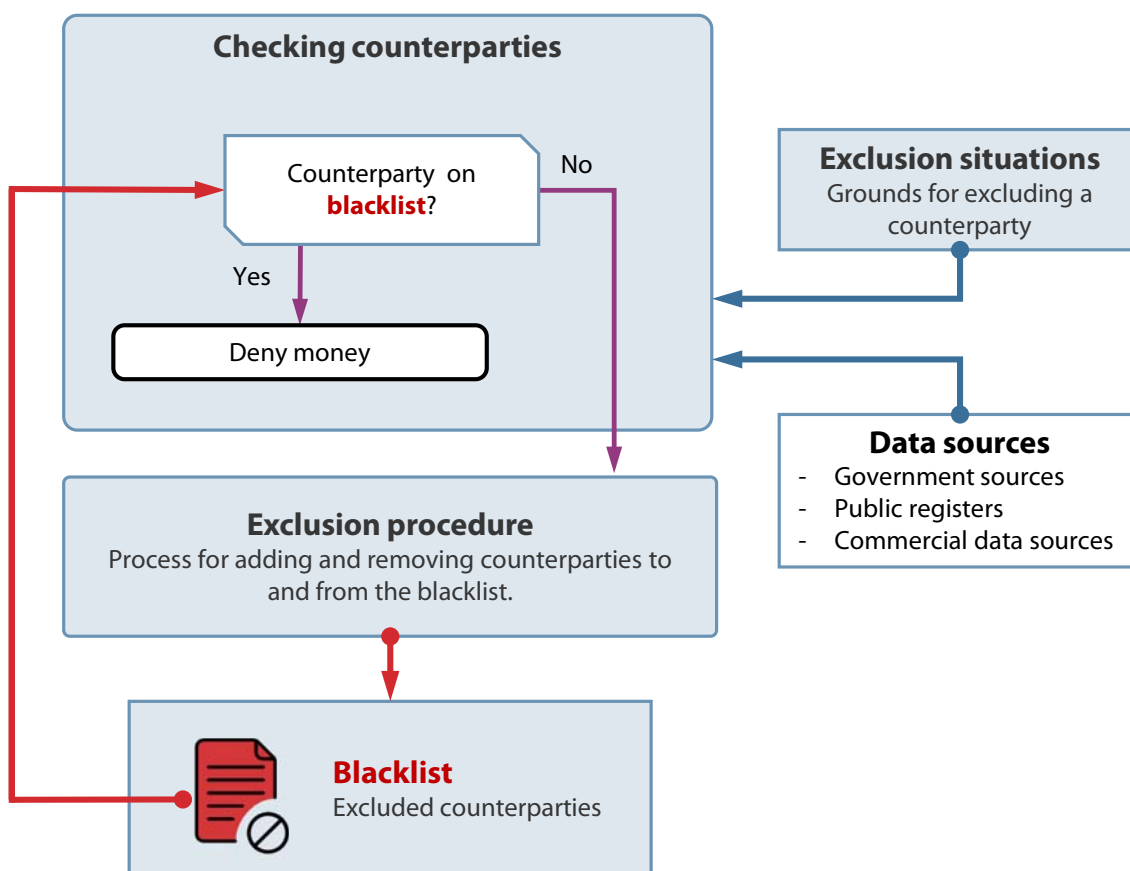 Checking counterparties
Counterparty on
blacklist?
No
Yes
Deny money
Exclusion situations
Grounds for excluding a
counterparty
Data sources
- Government sources
- Public registers
- Commercial data sources
Exclusion procedure
Process for adding and removing counterparties to
and from the blacklist.
Blacklist
Excluded counterparties